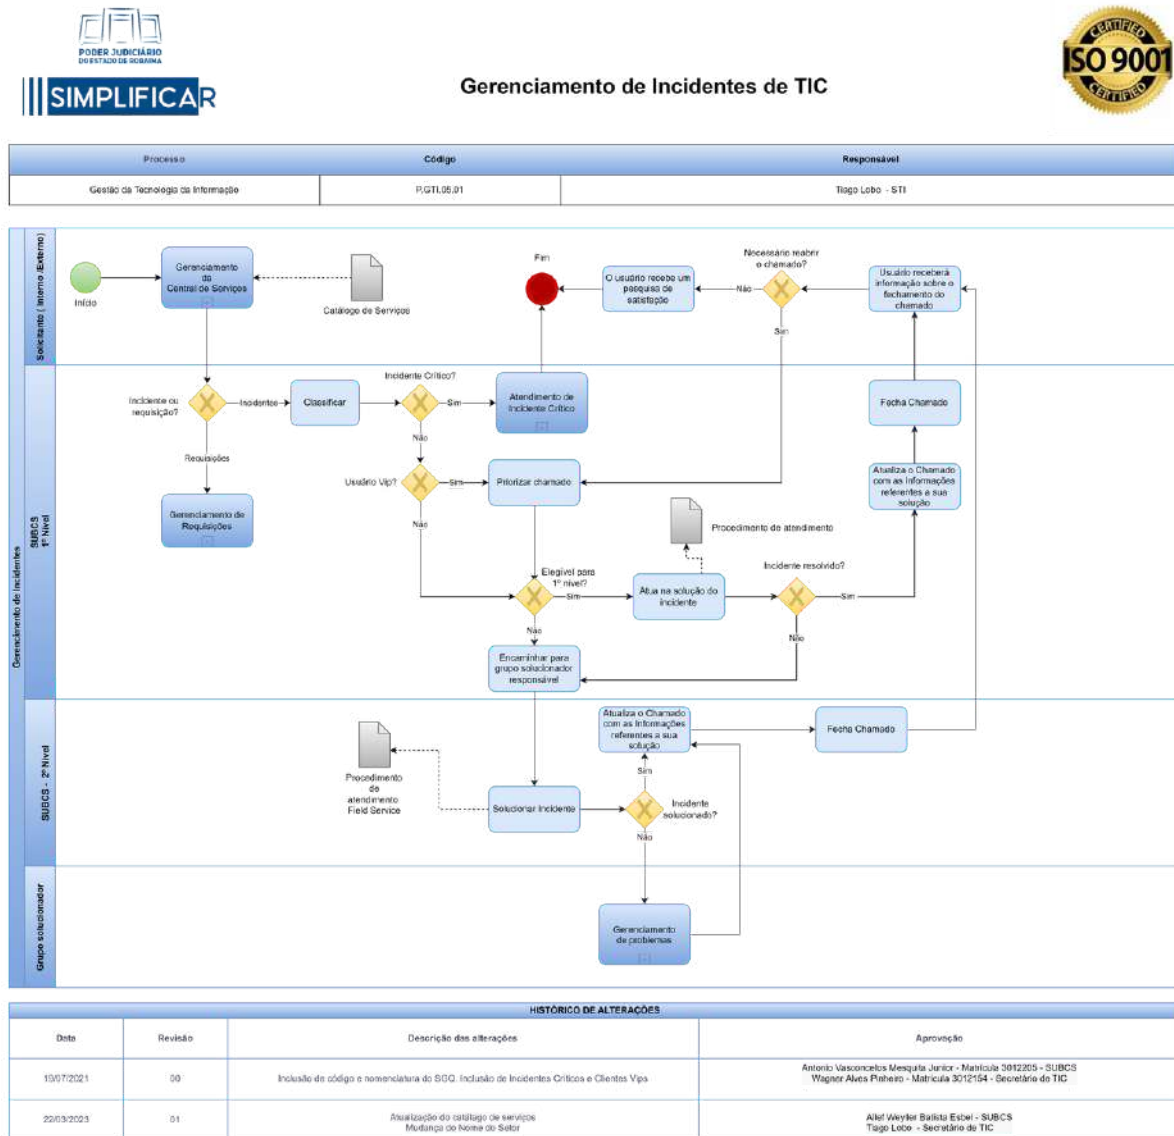 PODER JUDICIÁRIO
DO ESTADO DE RORAIMA
SIMPLIFICAR
Gerenciamento de Incidentes de TIC
CERTIFIED
ISO 9001
CERTIFIED
Processo
Código
Responsável
Gestão da Tecnologia da Informação
P.GTI.05.01
Tiago Lobo - STI
Gerencimento de Incidentes
Solicitanto ( Interno /Externo)
Início
Gerenciamento
da
Central de Serviços
Catálogo de Serviços
Fim
O usuário recebe um
pesquisa de
satisfação
Não
Necessário reabrir
o chamado?
Sim
Usuário receberá
informação sobre o
fechamento do
chamado
SUBCS
1º Nível
Incidente ou
requisição?
Incidentes
Classificar
Incidente Crítico?
Sim
Atendimento de
Incidente Crítico
Não
Fecha Chamado
Requisições
Gerenciamento de
Requisições
Usuário Vip?
Sim
Priorizar chamado
Não
Atualiza o Chamado
com as informações
referentes a sua
solução
Procedimento de atendimento
Elegível para
1º nível?
Sim
Atua na solução do
incidente
Incidente resolvido?
Sim
Não
Não
Encaminhar para
grupo solucionador
responsável
SUBCS - 2º Nível
Procedimento
de
atendimento
Field Service
Solucionar Incidente
Atualiza o Chamado
com as informações
referentes a sua
solução
Sim
Incidente
solucionado?
Não
Fecha Chamado
Grupo solucionador
Gerenciamento
de problemas
HISTÓRICO DE ALTERAÇÕES
Data
Revisão
Descrição das alterações
Aprovação
19/07/2021
00
Inclusão de código e nomenclatura do SGQ. Inclusão de Incidentes Críticos e Clientes Vips
Antonio Vasconcelos Mesquita Junior - Matrícula 3012205 - SUBCS
Wagner Alves Pinheiro - Matrícula 3012154 - Secretário de TIC
22/03/2023
01
Atualização do catálago de serviços
Mudança do Nome do Setor
Batista Esbel - SUBCS
Tiago Lobo - Secretário de TIC